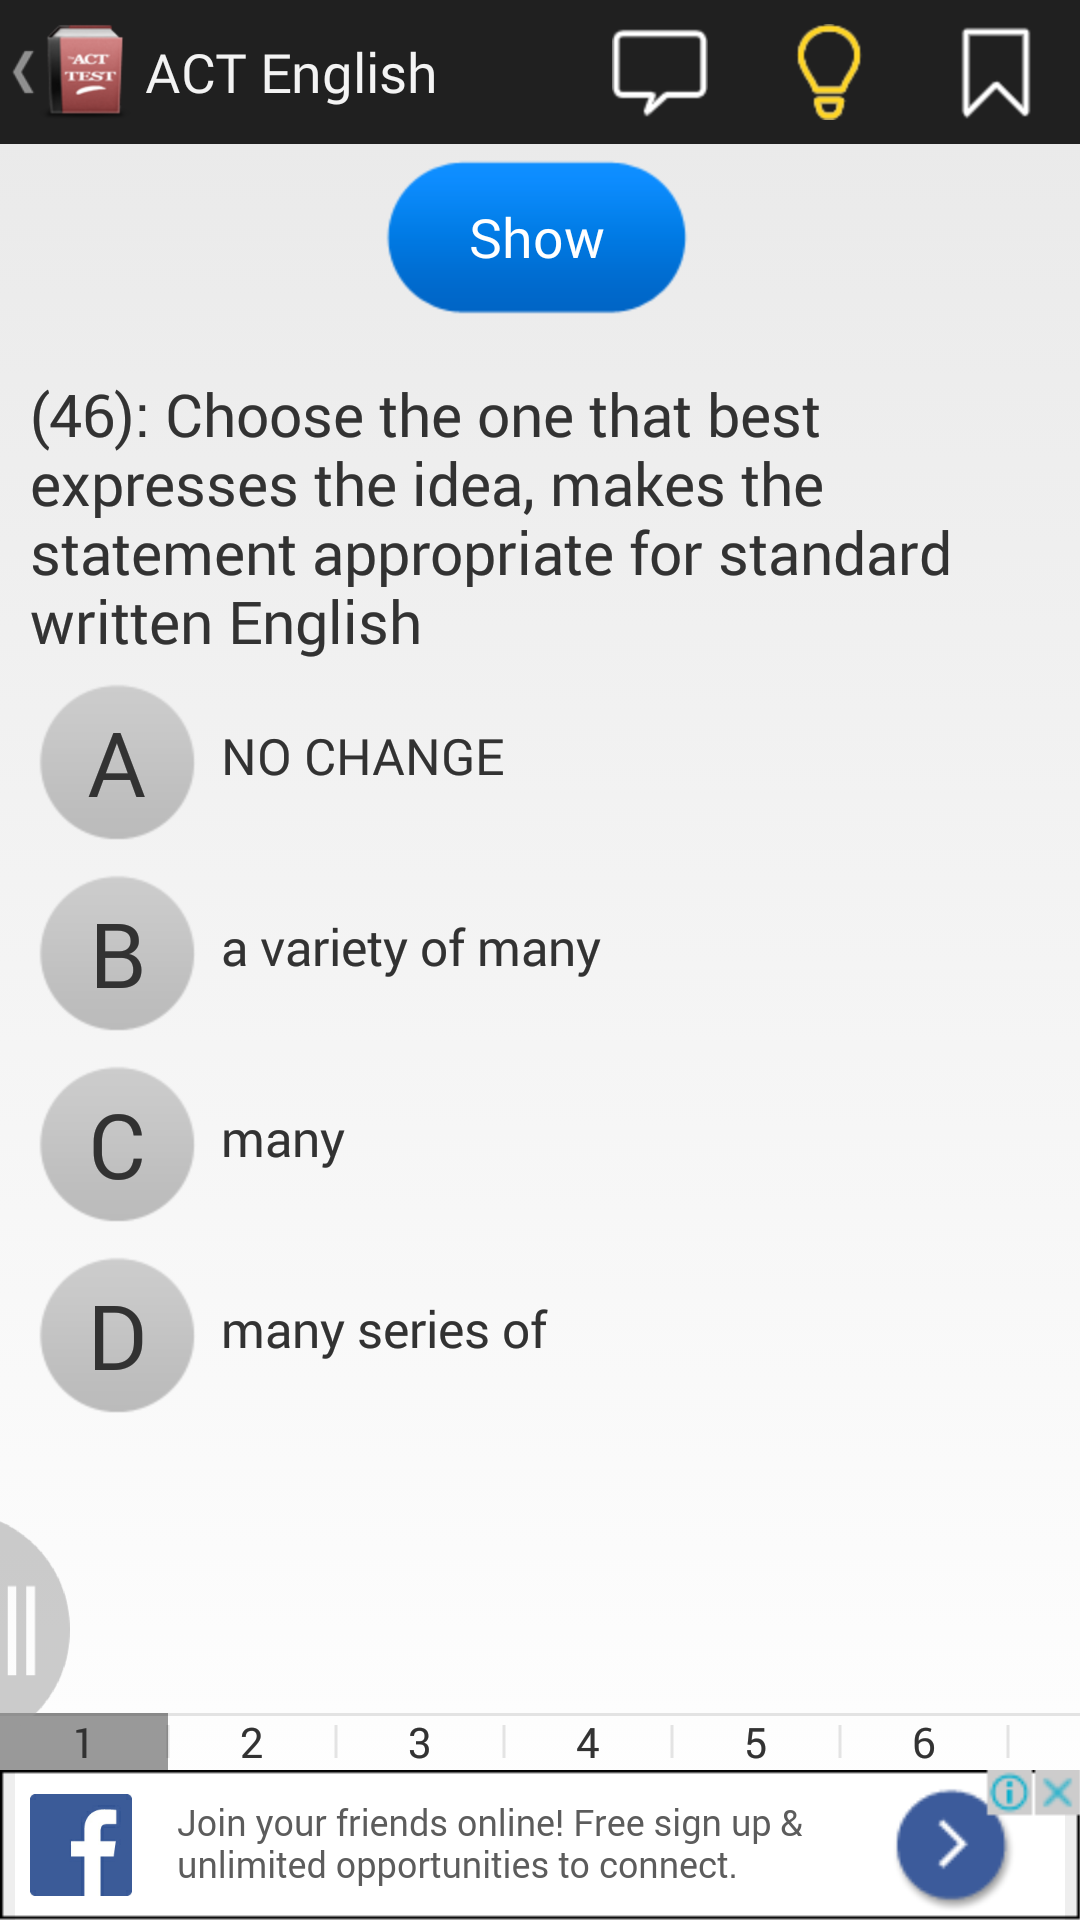 ACT TEST
ACT English
Show
(46): Choose the one that best
expresses the idea, makes the
statement appropriate for standard
written English
A NO CHANGE
B a variety of many
C many
D many series of
1 2 3 4 5 6
f
Join your friends online! Free sign up &
unlimited opportunities to connect.